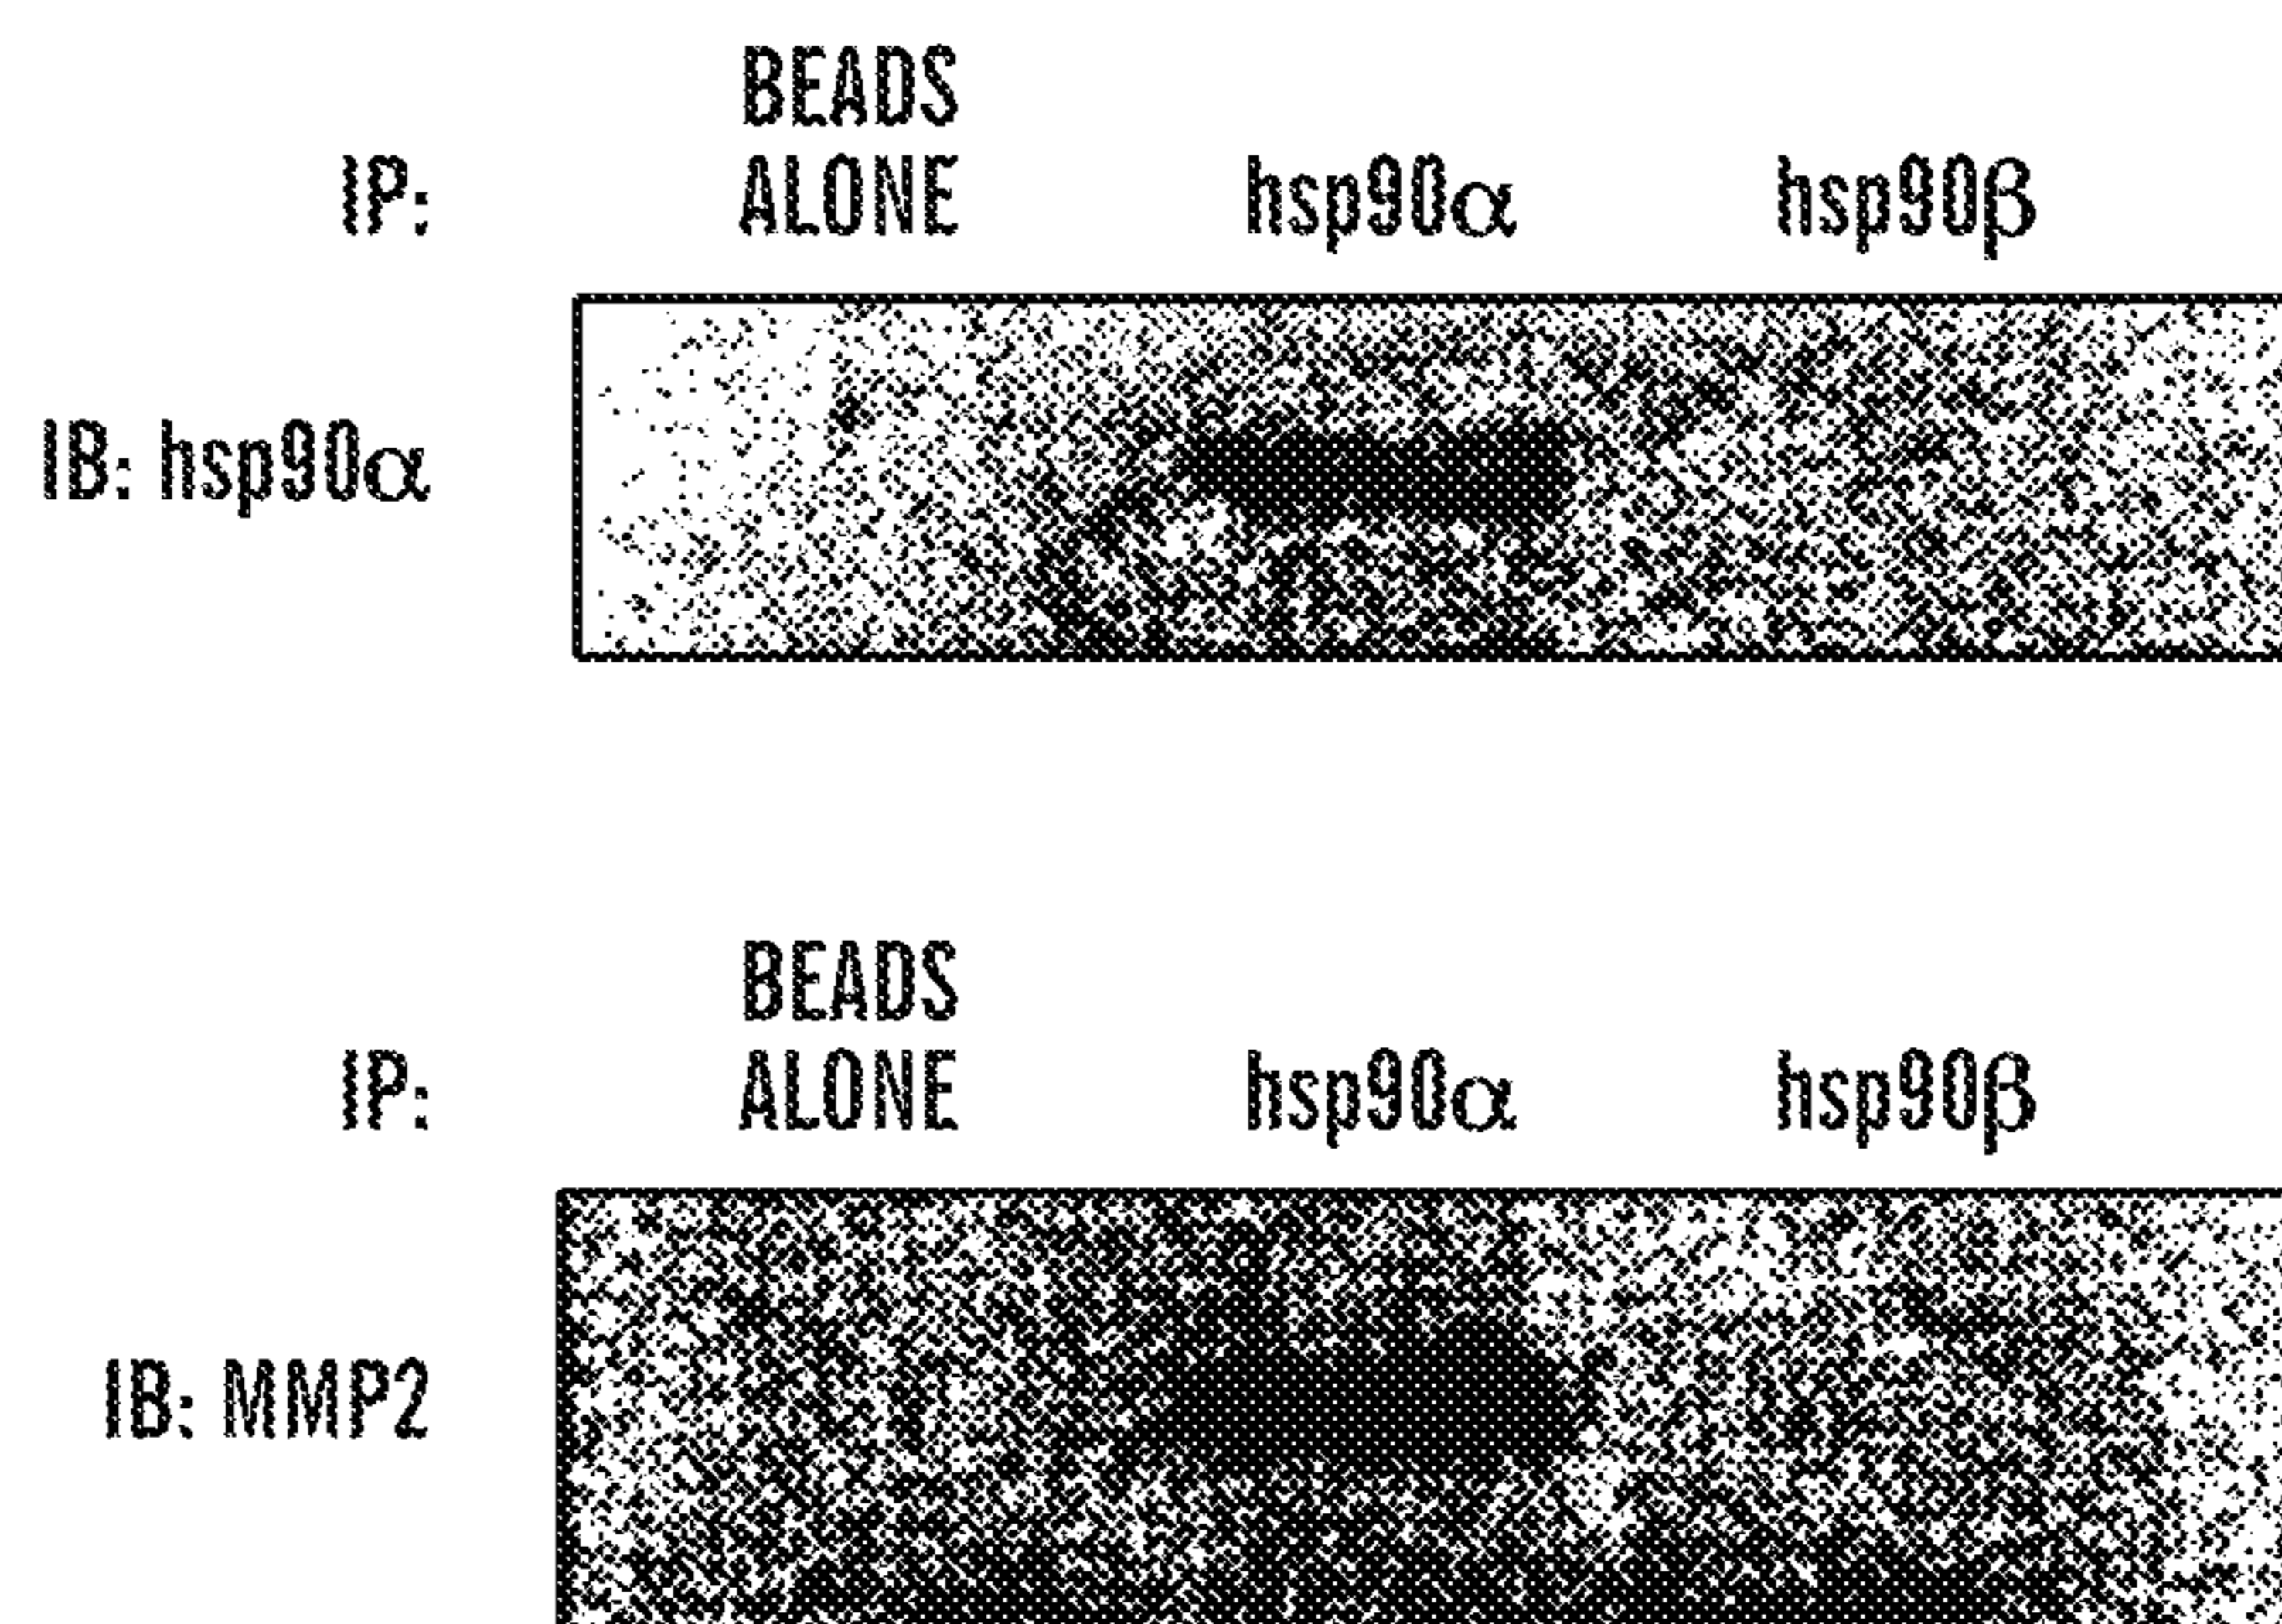 BEADS
IP: ALONE hsp90α hsp90β
IB: hsp90α
BEADS
IP: ALONE hsp90α hsp90β
IB: MMP2